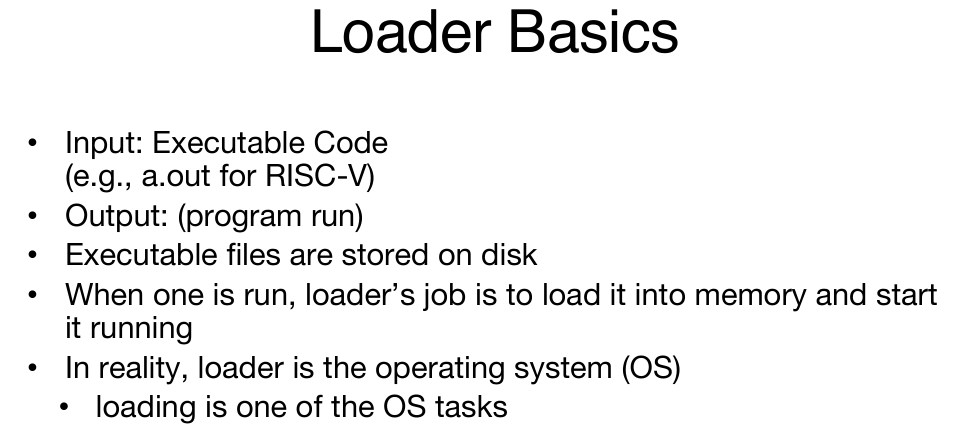 Loader Basics
• Input: Executable Code
(e.g., a.out for RISC-V)
• Output: (program run)
• Executable files are stored on disk
• When one is run, loader’s job is to load it into memory and start
it running
• In reality, loader is the operating system (OS)
• loading is one of the OS tasks